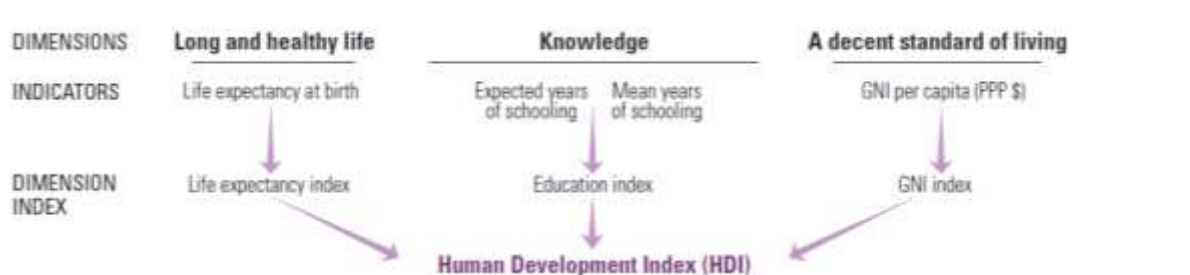 DIMENSIONS Long and healthy life Knowledge A decent standard of living
INDICATORS Life expectancy at birth Expected years of schooling Mean years of schooling GNI per capita (PPP $)
DIMENSION INDEX Life expectancy index Education index GNI index
Human Development Index (HDI)